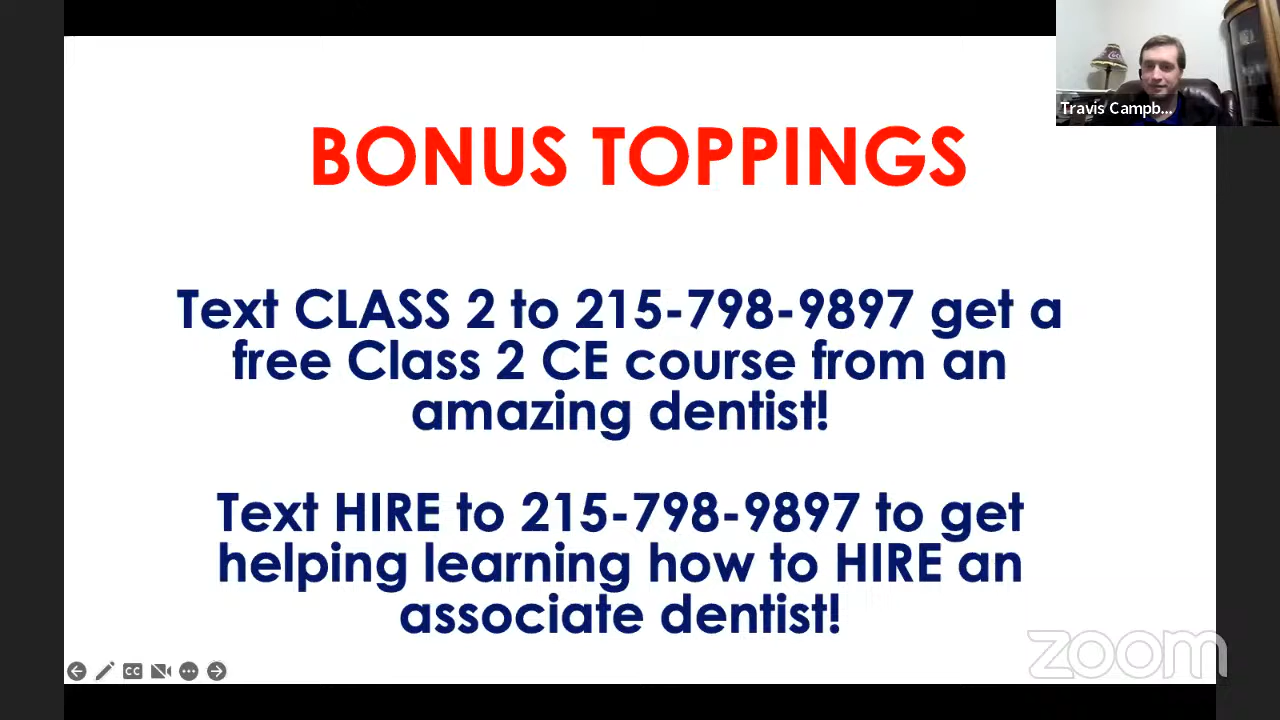 Travis Campb...
BONUS TOPPINGS
Text CLASS 2 to 215-798-9897 get a
free Class 2 CE course from an
amazing dentist!
Text HIRE to 215-798-9897 to get
helping learning how to HIRE an
associate dentist!
CC
zoom